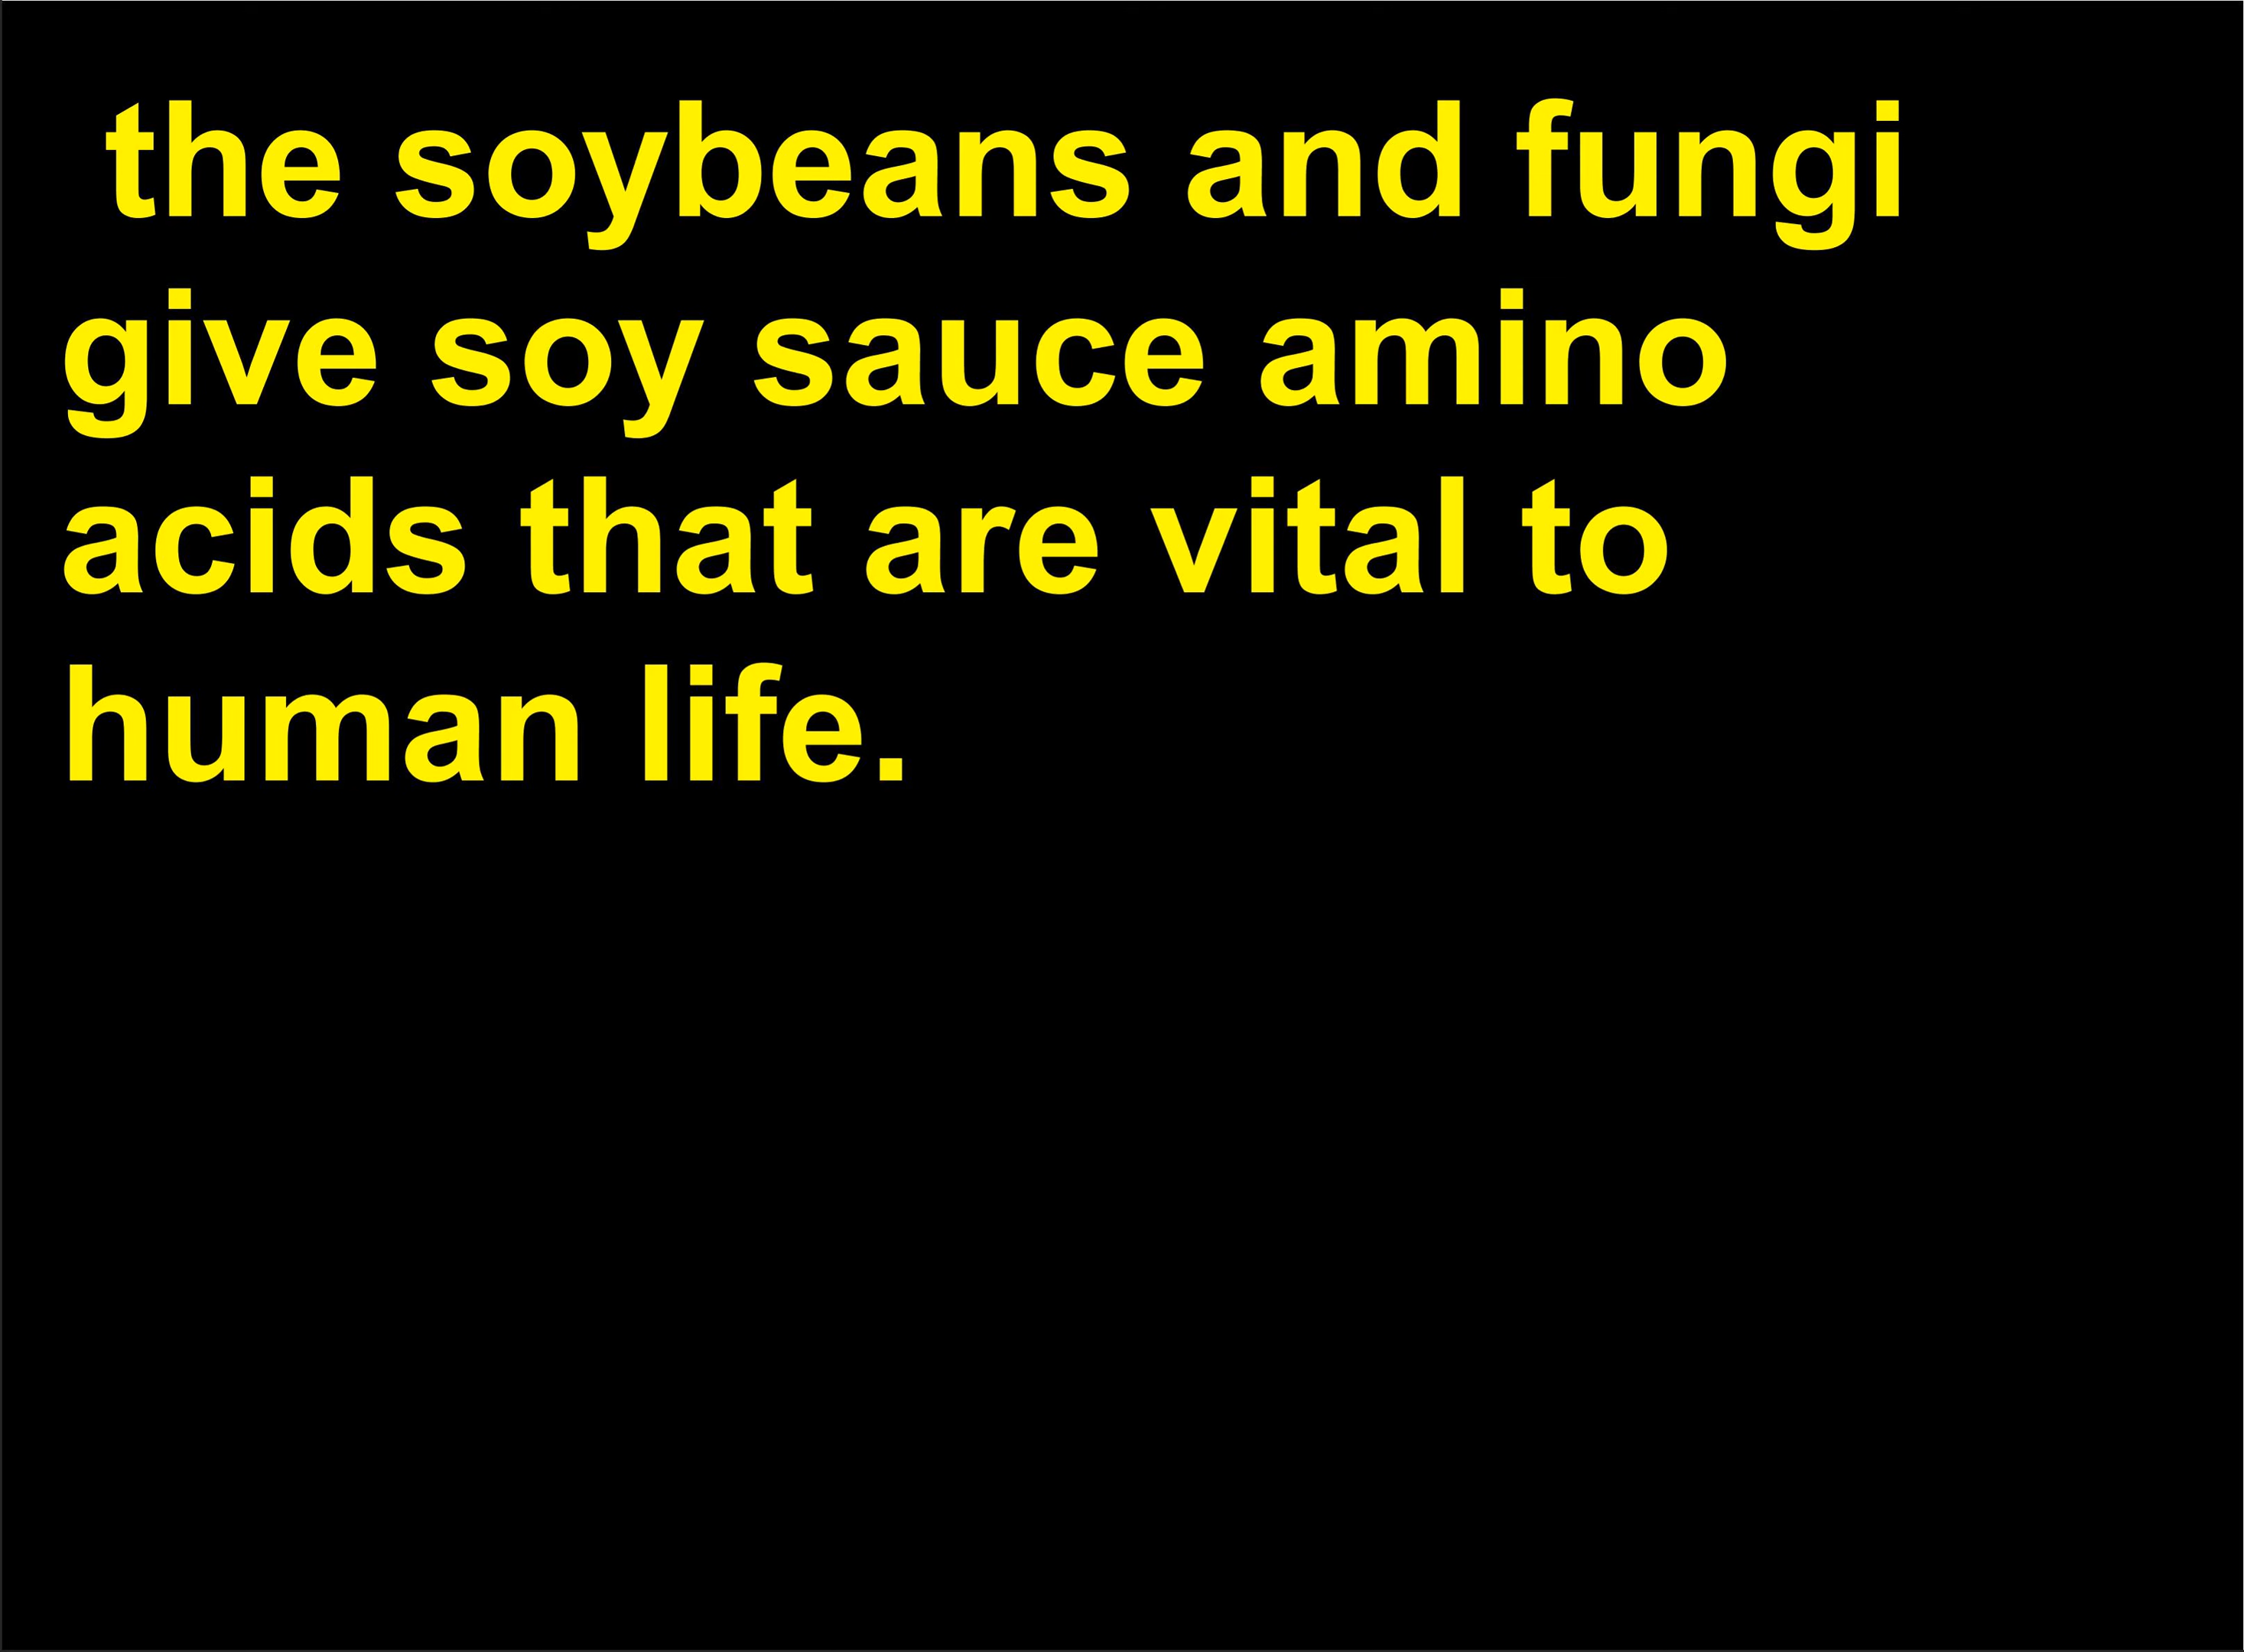 the soybeans and fungi
give soy sauce amino
acids that are vital to
human life.